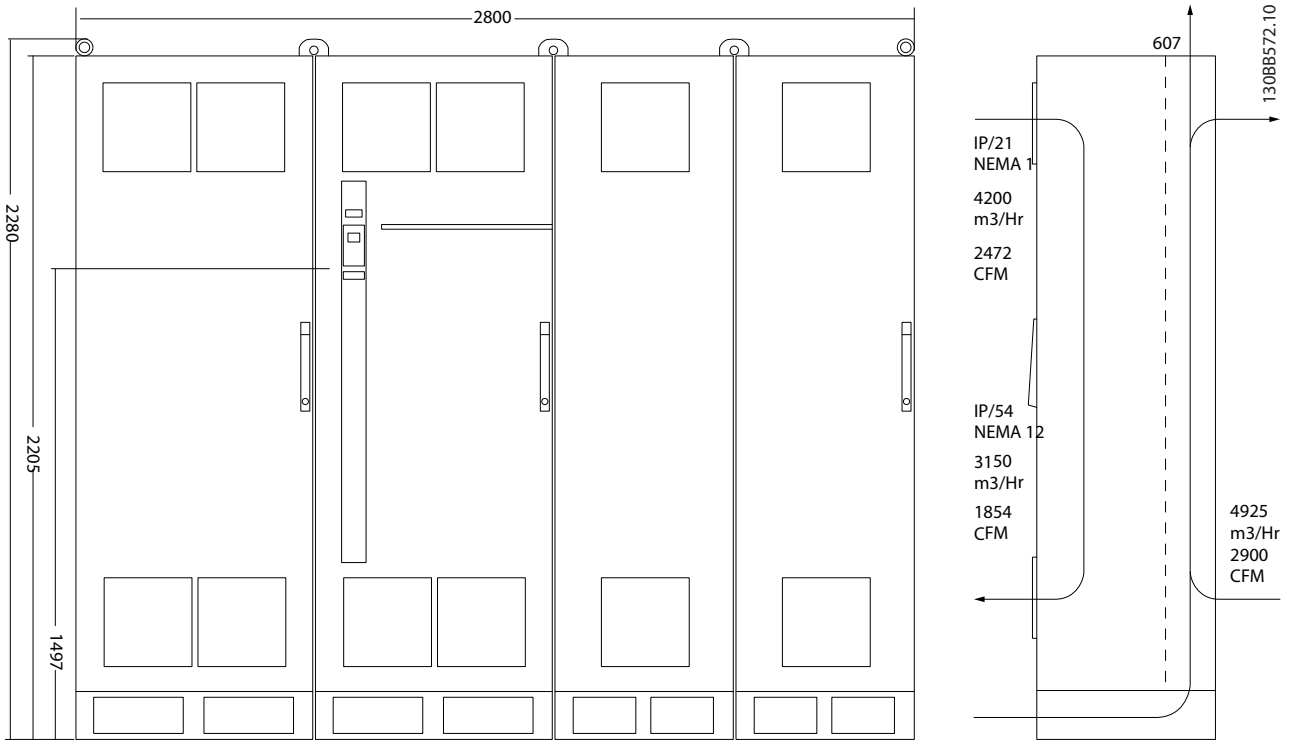 2800
2280
2205
1497
607
130BB572.10
IP/21
NEMA 1
4200
m3/Hr
2472
CFM
IP/54
NEMA 12
3150
m3/Hr
1854
CFM
4925
m3/Hr
2900
CFM